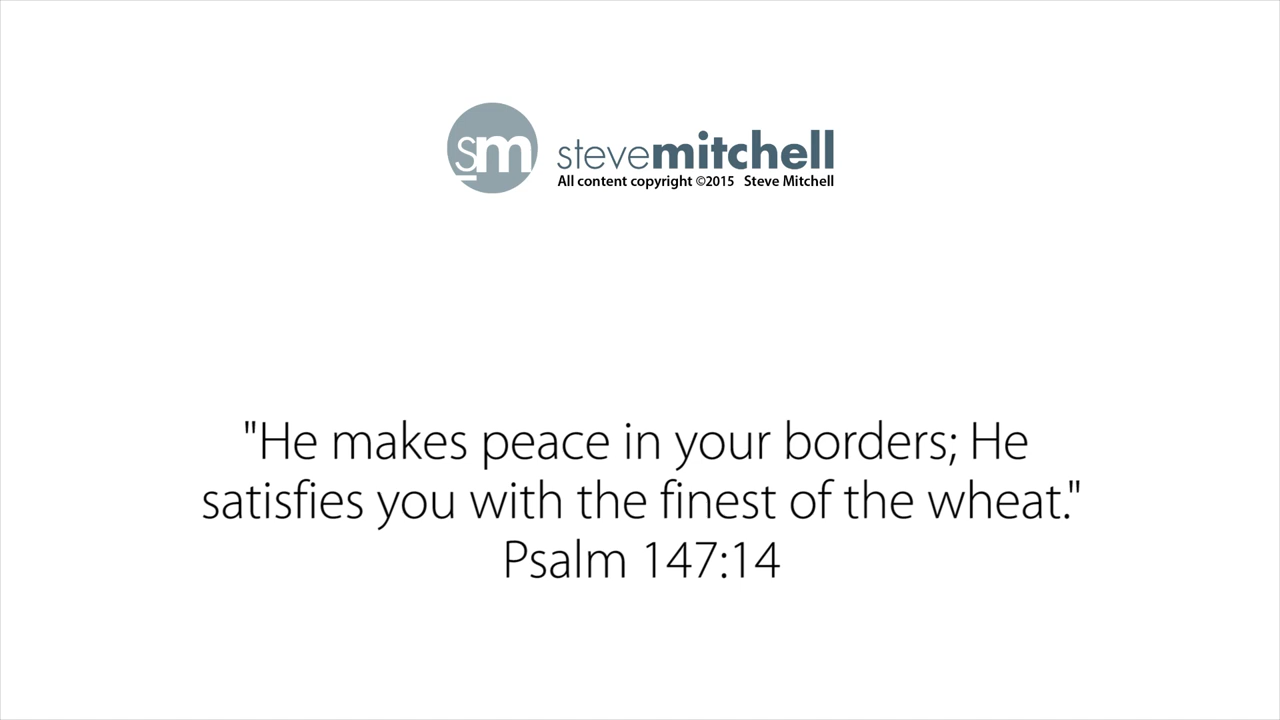 sm stevemitchell
All content copyright ©2015 Steve Mitchell
"He makes peace in your borders; He
satisfies you with the finest of the wheat."
Psalm 147:14